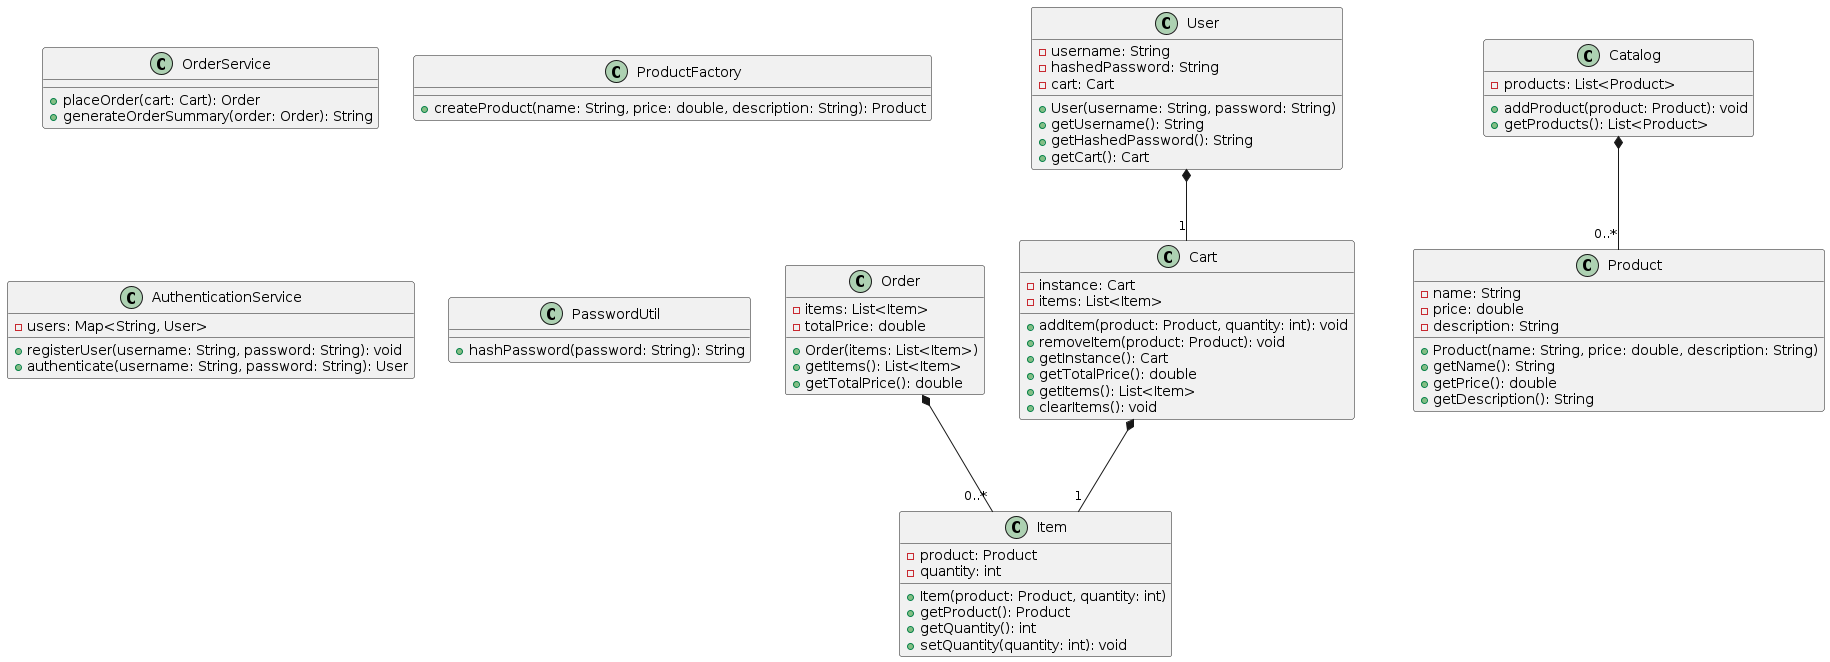 C OrderService
placeOrder(cart: Cart): Order
generateOrderSummary(order: Order): String
C ProductFactory
createProduct(name: String, price: double, description: String): Product
C User
username: String
hashedPassword: String
cart: Cart
User(username: String, password: String)
getUsername(): String
getHashedPassword(): String
getCart(): Cart
C Catalog
products: List<Product>
addProduct(product: Product): void
getProducts(): List<Product>
1
0..*
C AuthenticationService
users: Map<String, User>
registerUser(username: String, password: String): void
authenticate(username: String, password: String): User
C PasswordUtil
hashPassword(password: String): String
C Order
items: List<Item>
totalPrice: double
Order(items: List<Item>)
getItems(): List<Item>
getTotalPrice(): double
C Cart
instance: Cart
items: List<Item>
addItem(product: Product, quantity: int): void
removeItem(product: Product): void
getInstance(): Cart
getTotalPrice(): double
getItems(): List<Item>
clearItems(): void
C Product
name: String
price: double
description: String
Product(name: String, price: double, description: String)
getName(): String
getPrice(): double
getDescription(): String
0..*
1
C Item
product: Product
quantity: int
Item(product: Product, quantity: int)
getProduct(): Product
getQuantity(): int
setQuantity(quantity: int): void